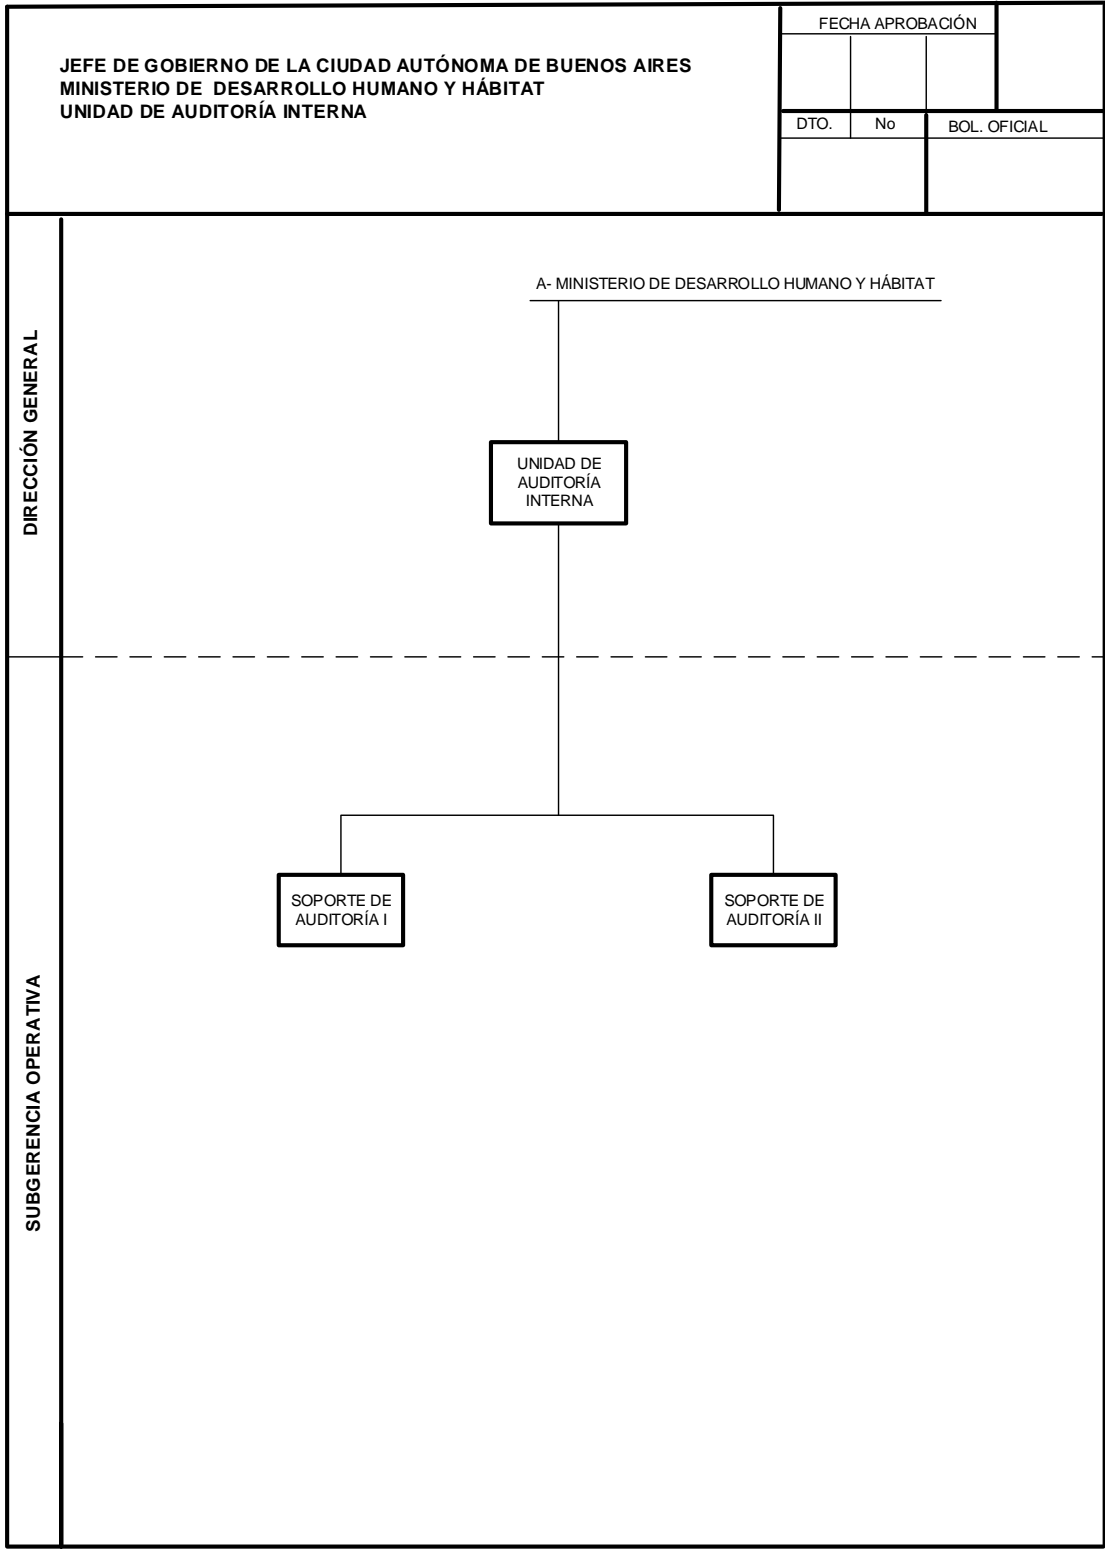 JEFE DE GOBIERNO DE LA CIUDAD AUTÓNOMA DE BUENOS AIRES
MINISTERIO DE DESARROLLO HUMANO Y HÁBITAT
UNIDAD DE AUDITORÍA INTERNA
FECHA APROBACIÓN
DTO.
No
BOL. OFICIAL
DIRECCIÓN GENERAL
A- MINISTERIO DE DESARROLLO HUMANO Y HÁBITAT
UNIDAD DE
AUDITORÍA
INTERNA
SUBGERENCIA OPERATIVA
SOPORTE DE
AUDITORÍA I
SOPORTE DE
AUDITORÍA II